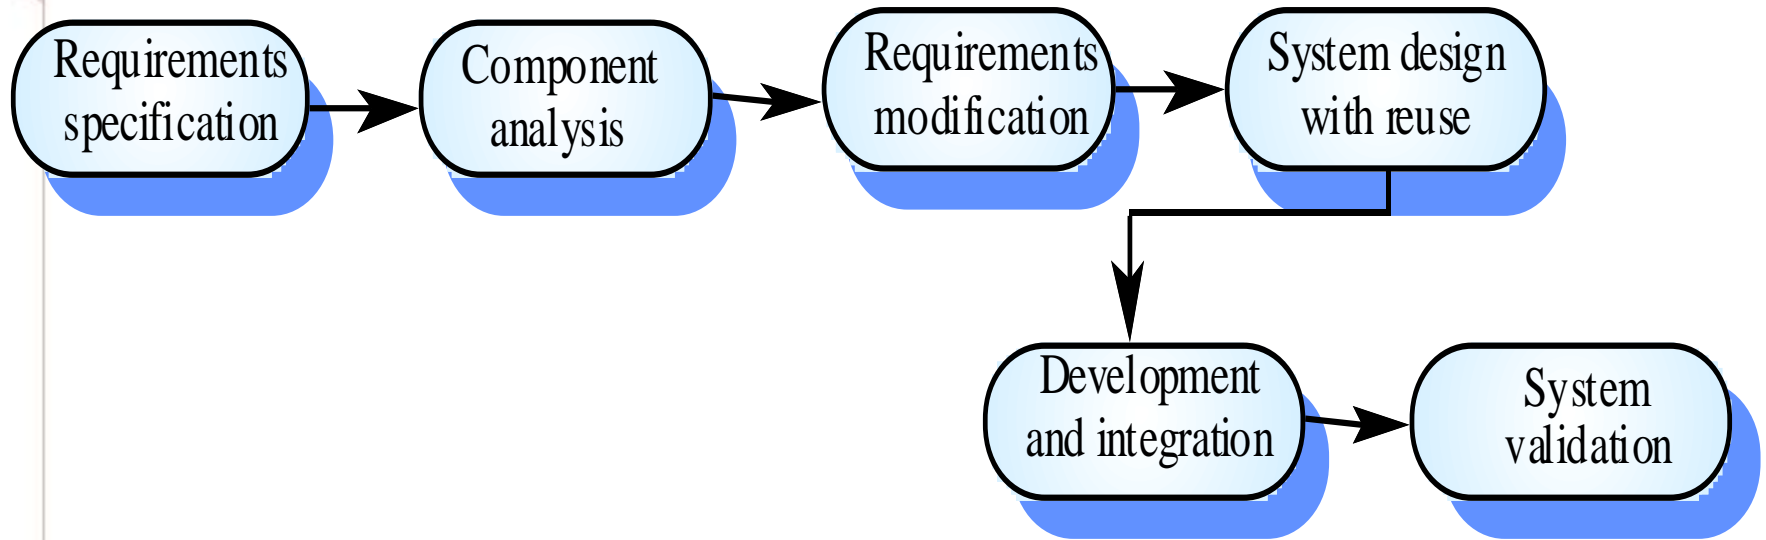 Requirements
specification
Component
analysis
Requirements
modification
System design
with reuse
Development
and integration
System
validation